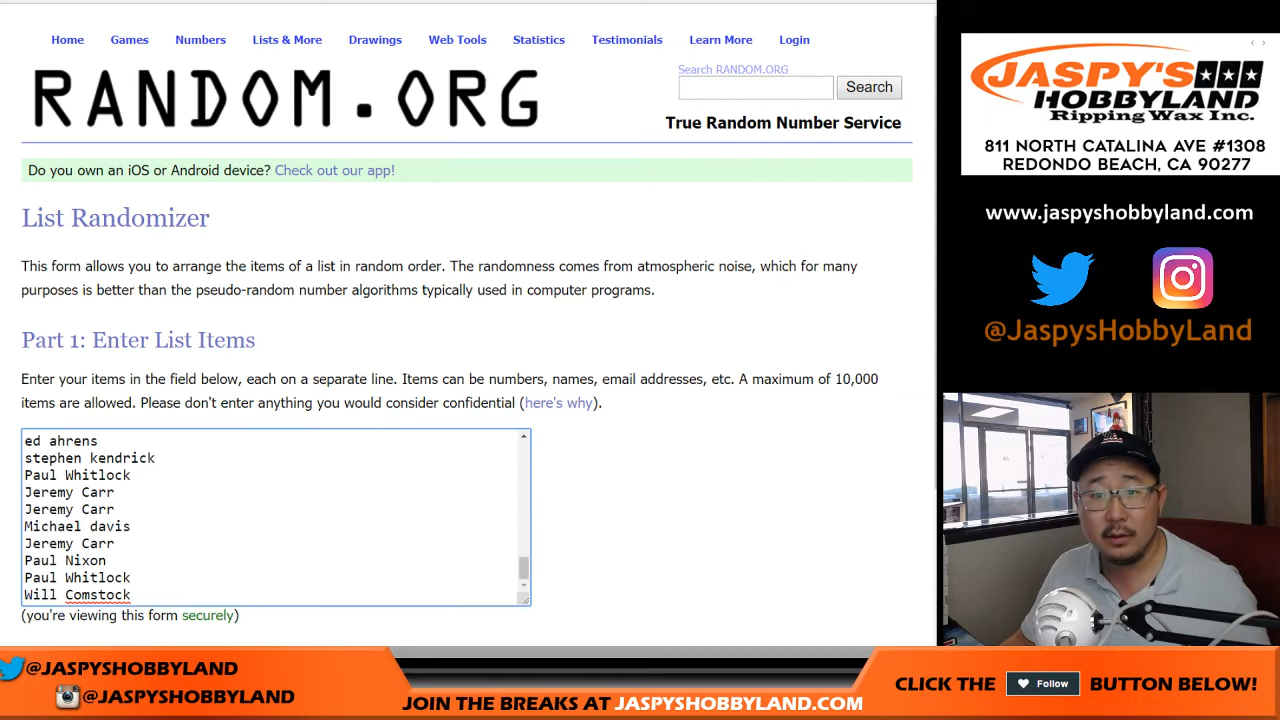 Home Games Numbers Lists & More Drawings Web Tools Statistics Testimonials Learn More Login
RANDOM.ORG
Search RANDOM.ORG
Search
True Random Number Service
Do you own an iOS or Android device? Check out our app!
List Randomizer
This form allows you to arrange the items of a list in random order. The randomness comes from atmospheric noise, which for many
purposes is better than the pseudo-random number algorithms typically used in computer programs.
Part 1: Enter List Items
Enter your items in the field below, each on a separate line. Items can be numbers, names, email addresses, etc. A maximum of 10,000
items are allowed. Please don't enter anything you would consider confidential (here's why).
ed ahrens
stephen kendrick
Paul Whitlock
Jeremy Carr
Jeremy Carr
Michael davis
Jeremy Carr
Paul Nixon
Paul Whitlock
Will Comstock
(you're viewing this form securely)
JASPY'S
HOBBYLAND
Ripping Wax Inc.
811 NORTH CATALINA AVE #1308
REDONDO BEACH, CA 90277
www.jaspyshobbyland.com
@JaspysHobbyLand
@JASPYSHOBBYLAND
@JASPYSHOBBYLAND
JOIN THE BREAKS AT JASPYSHOBBYLAND.COM
CLICK THE Follow BUTTON BELOW!